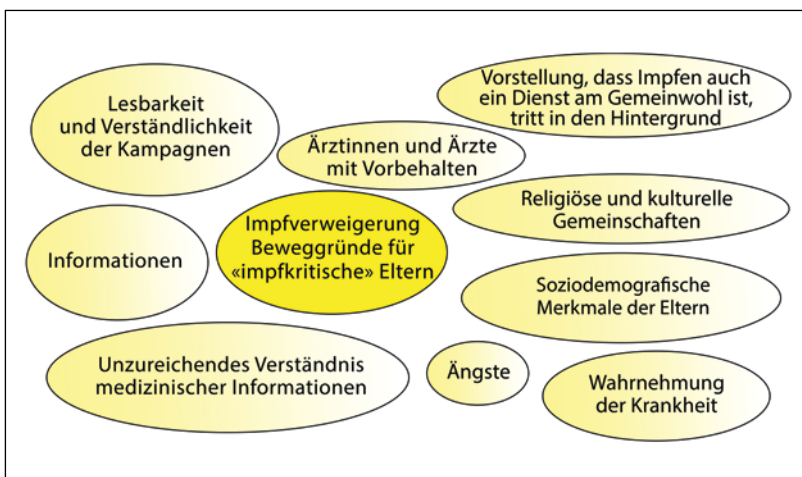 Lesbarkeit
und Verständlichkeit
der Kampagnen
Vorstellung, dass Impfen auch
ein Dienst am Gemeinwohl ist,
tritt in den Hintergrund
Ärztinnen und Ärzte
mit Vorbehalten
Religiöse und kulturelle
Gemeinschaften
Impfverweigerung
Beweggründe für
«impfkritische» Eltern
Informationen
Soziodemografische
Merkmale der Eltern
Unzureichendes Verständnis
medizinischer Informationen
Ängste
Wahrnehmung
der Krankheit